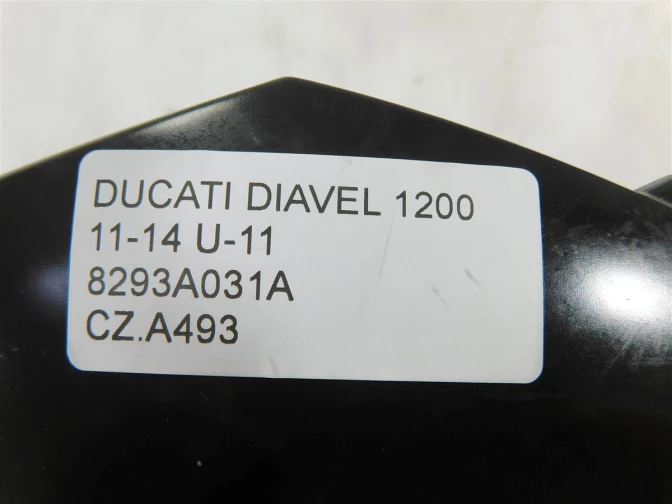 DUCATI DIAVEL 1200
11-14 U-11
8293A031A
CZ.A493